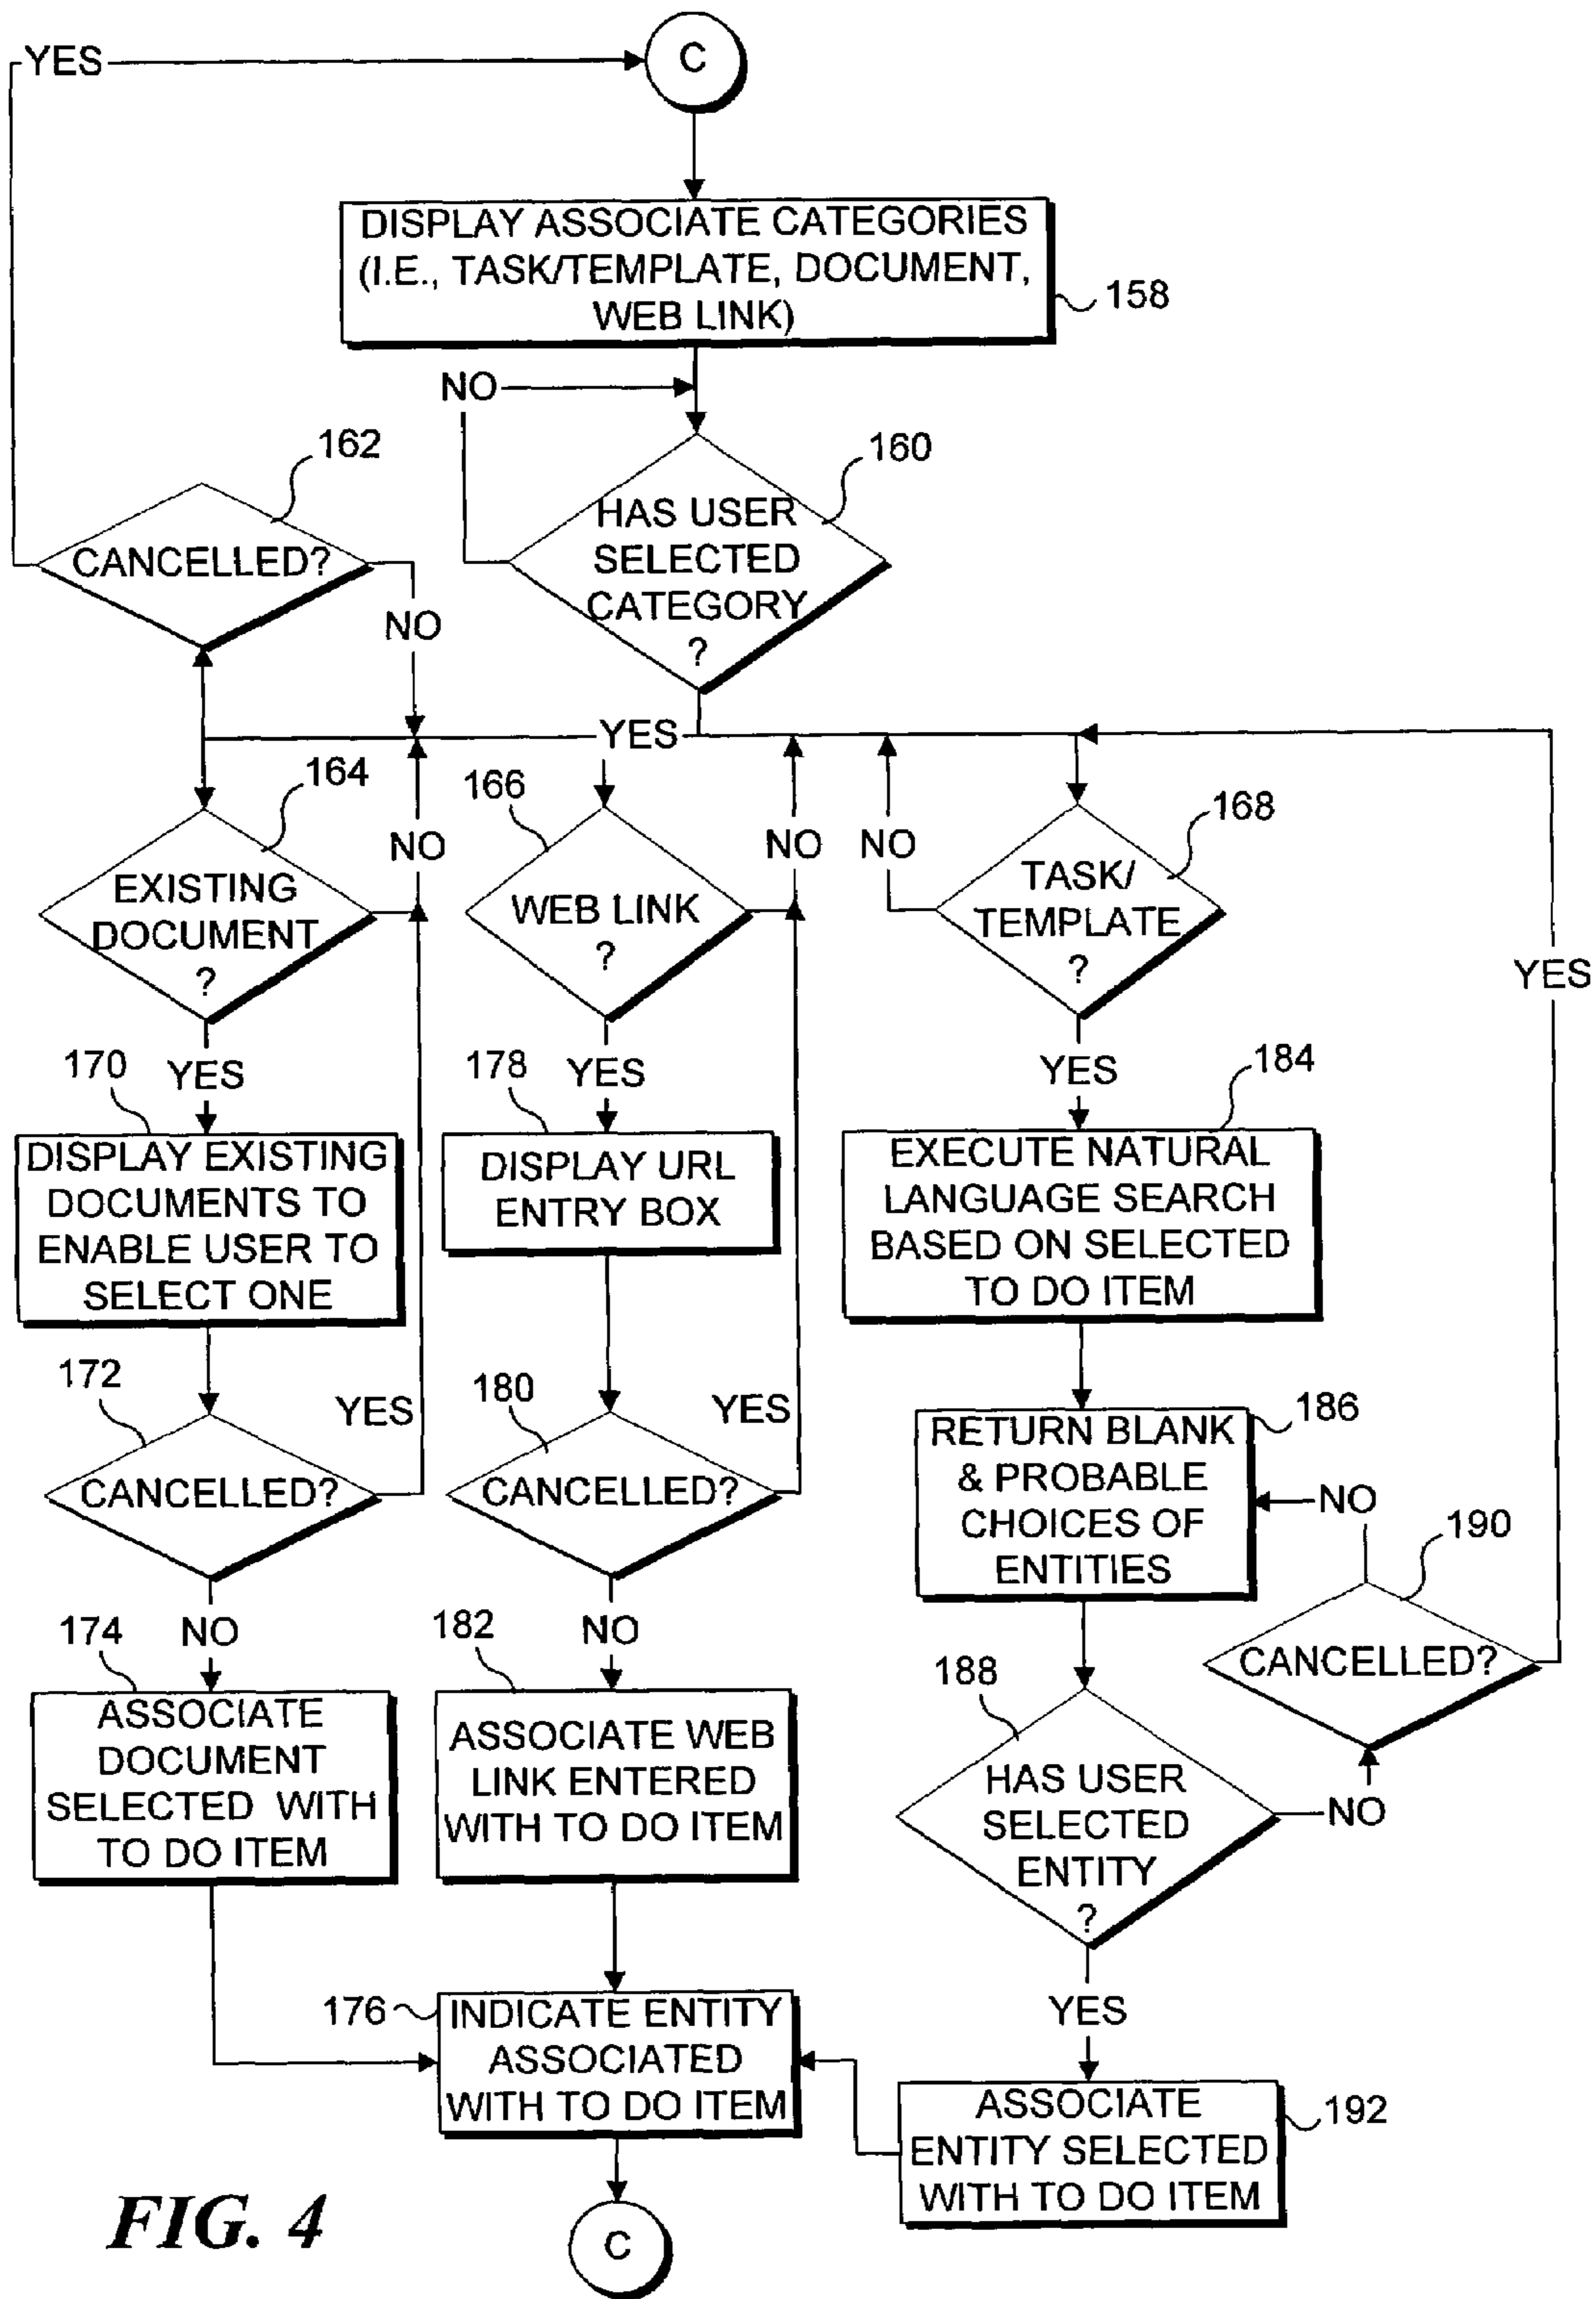 YES
C
DISPLAY ASSOCIATE CATEGORIES
(I.E., TASK/TEMPLATE, DOCUMENT,
WEB LINK)
158
NO
162
160
CANCELLED?
HAS USER
SELECTED
CATEGORY
?
NO
YES
164
166
168
NO
NO
NO
EXISTING
DOCUMENT
?
WEB LINK
?
TASK/
TEMPLATE
?
YES
170
YES
178
YES
YES
184
DISPLAY EXISTING
DOCUMENTS TO
ENABLE USER TO
SELECT ONE
DISPLAY URL
ENTRY BOX
EXECUTE NATURAL
LANGUAGE SEARCH
BASED ON SELECTED
TO DO ITEM
172
YES
180
YES
186
CANCELLED?
CANCELLED?
RETURN BLANK
& PROBABLE
CHOICES OF
ENTITIES
NO
190
174
NO
182
NO
188
CANCELLED?
ASSOCIATE
DOCUMENT
SELECTED WITH
TO DO ITEM
ASSOCIATE WEB
LINK ENTERED
WITH TO DO ITEM
HAS USER
SELECTED
ENTITY
?
NO
176
INDICATE ENTITY
ASSOCIATED
WITH TO DO ITEM
YES
ASSOCIATE
ENTITY SELECTED
WITH TO DO ITEM
192
FIG. 4
C